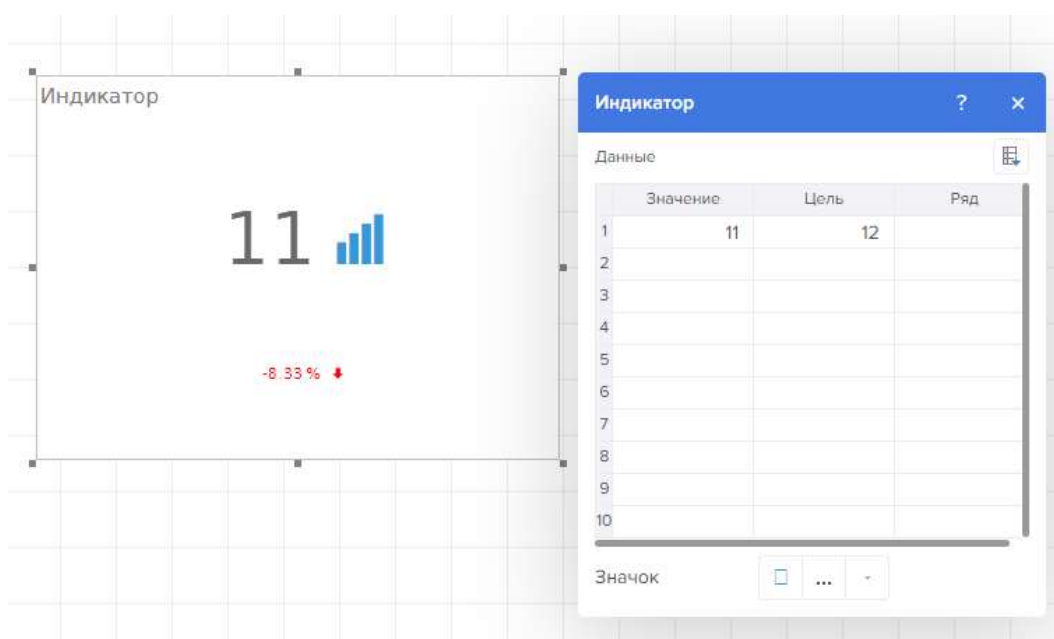 Индикатор
11
-8.33 %
Индикатор ? ×
Данные
Значение Цель Ряд
1 11 12
2
3
4
5
6
7
8
9
10
Значок ...